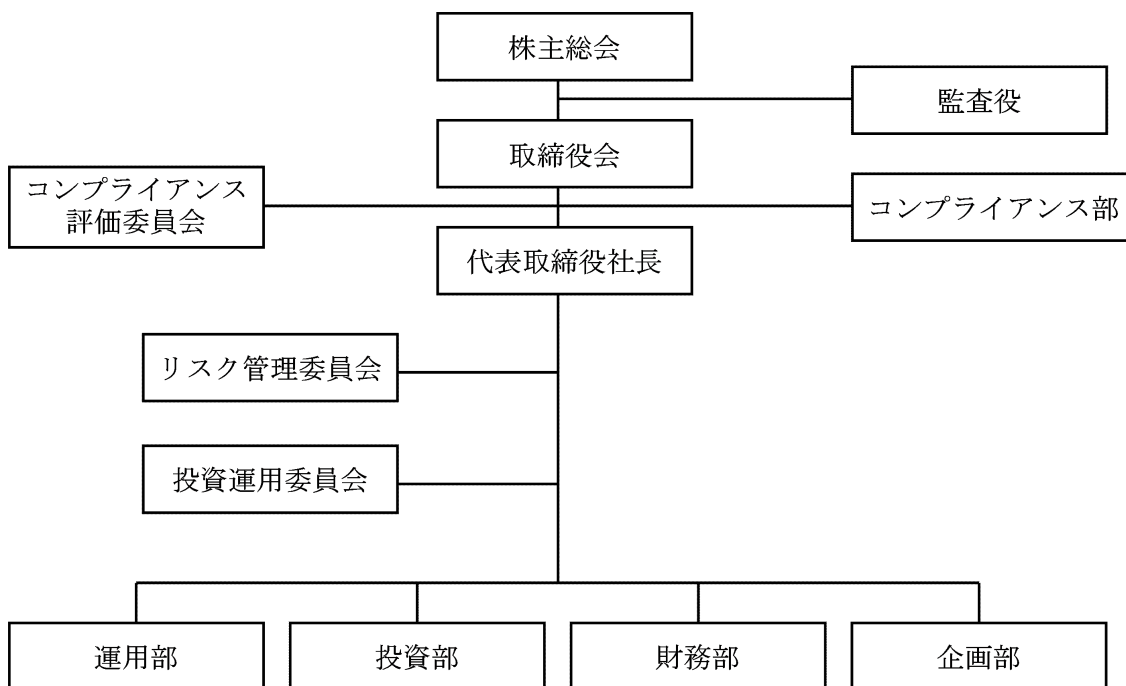 株主総会
監査役
取締役会
コンプライアンス
評価委員会
コンプライアンス部
代表取締役社長
リスク管理委員会
投資運用委員会
運用部
投資部
財務部
企画部